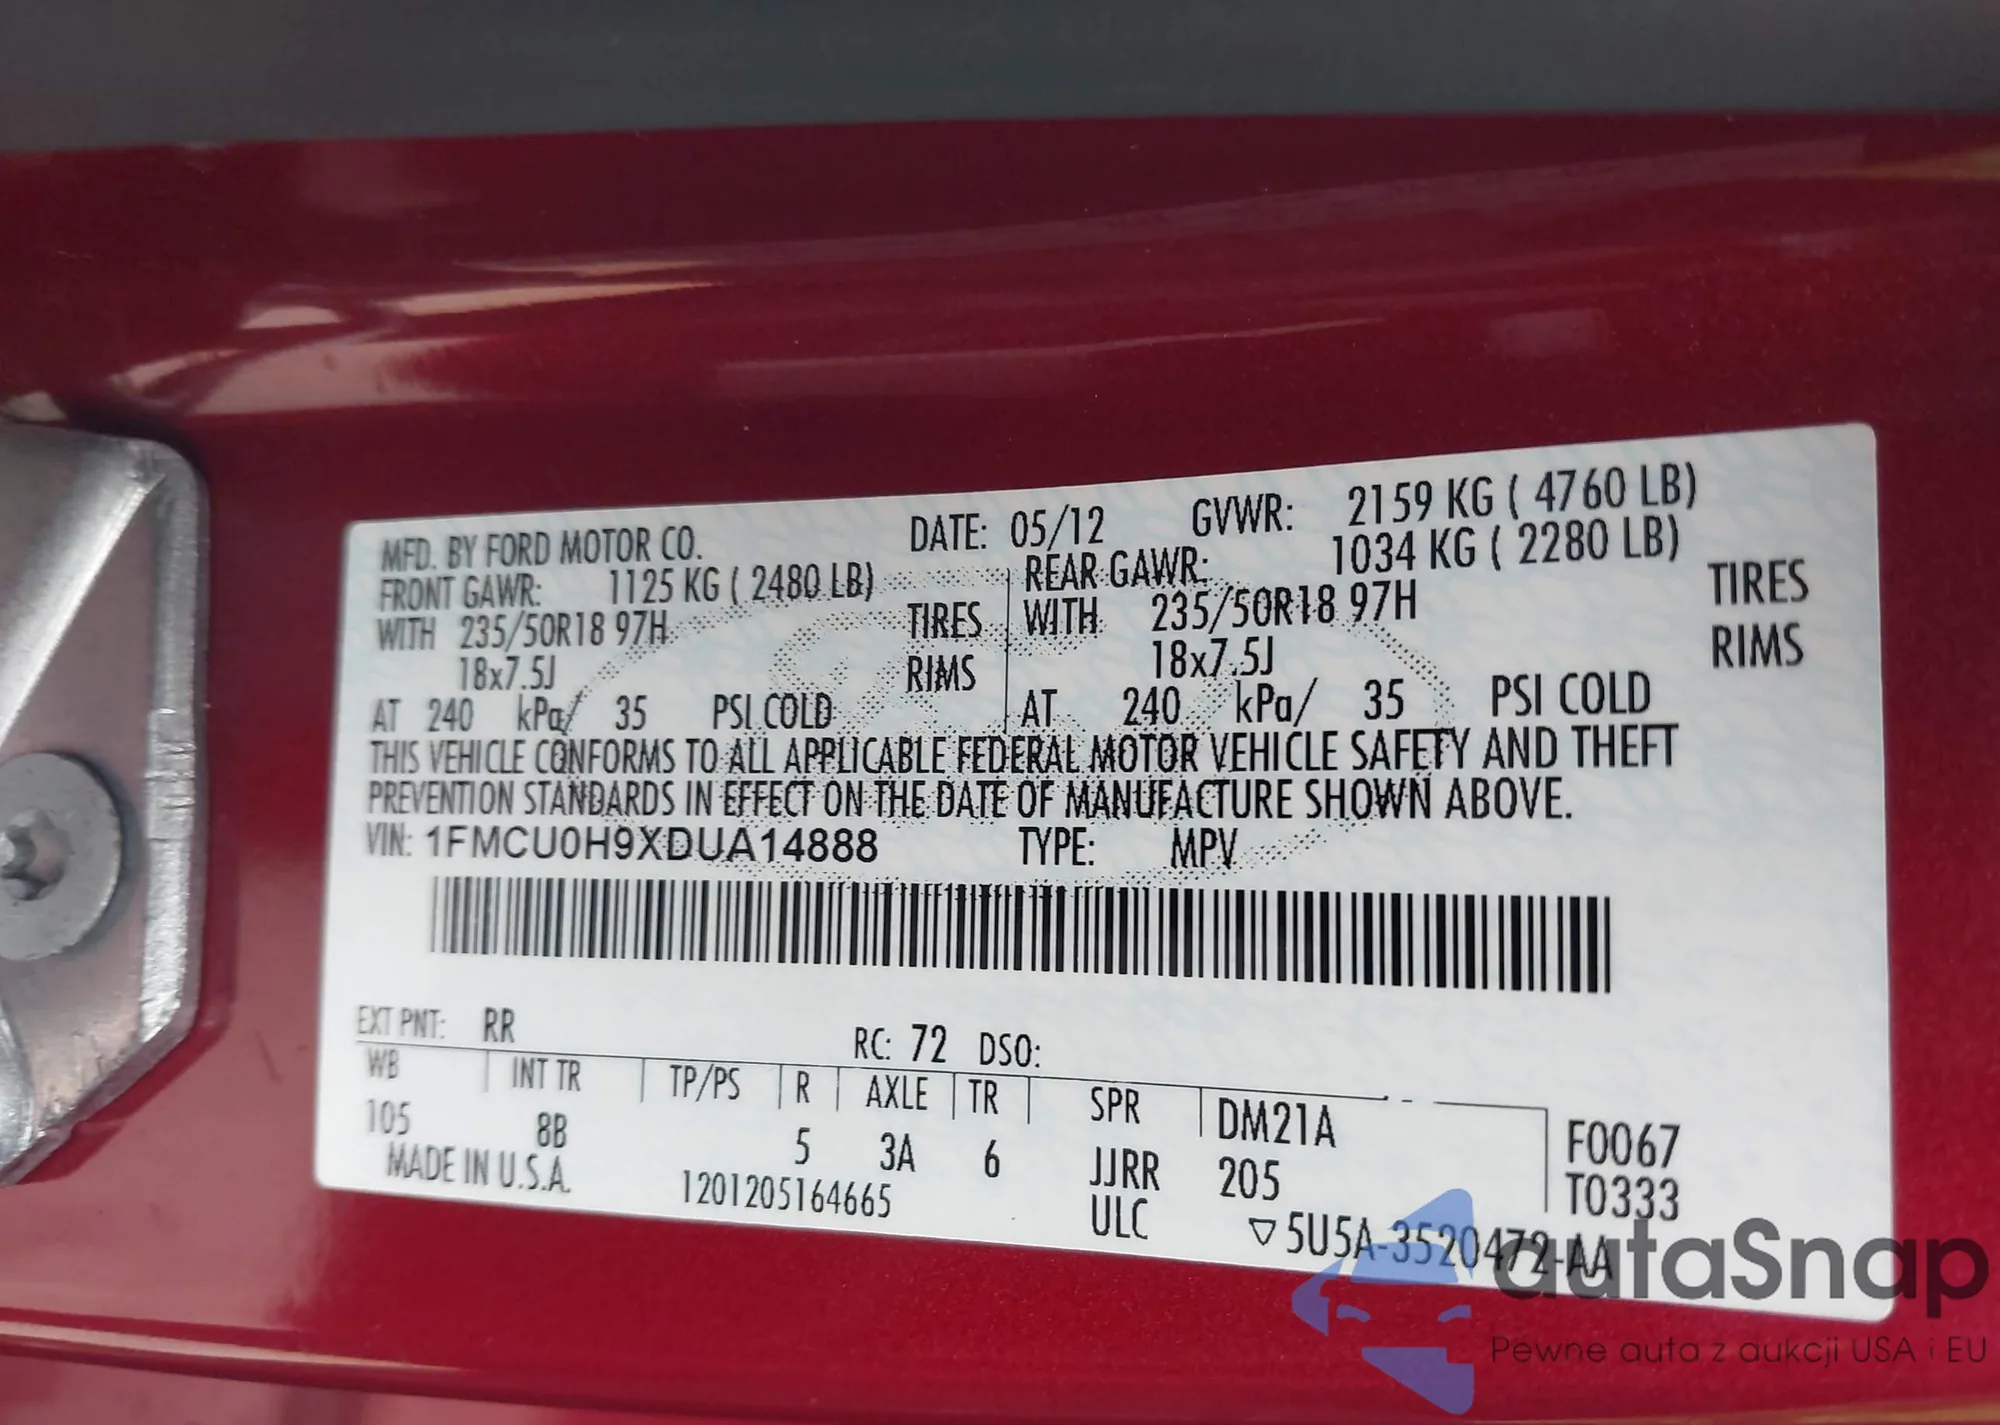 MFD. BY FORD MOTOR CO. DATE: 05/12 GVWR: 2159 KG ( 4760 LB)
FRONT GAWR: 1125 KG ( 2480 LB) REAR GAWR: 1034 KG ( 2280 LB)
WITH 235/50R18 97H TIRES WITH 235/50R18 97H TIRES
18x7.5J RIMS 18x7.5J RIMS
AT 240 kPa/ 35 PSI COLD AT 240 kPa/ 35 PSI COLD
THIS VEHICLE CONFORMS TO ALL APPLICABLE FEDERAL MOTOR VEHICLE SAFETY AND THEFT
PREVENTION STANDARDS IN EFFECT ON THE DATE OF MANUFACTURE SHOWN ABOVE.
VIN: 1FMCU0H9XDUA14888 TYPE: MPV
EXT PNT: RR RC: 72 DSO:
WB INT TR TP/PS R AXLE TR SPR DM21A F0067
105 8B 5 3A 6 JJRR 205 T0333
MADE IN U.S.A. 1201205164665 ULC ▽5U5A-3520472-AA
autaSnap
Pewne auta z aukcji USA i EU